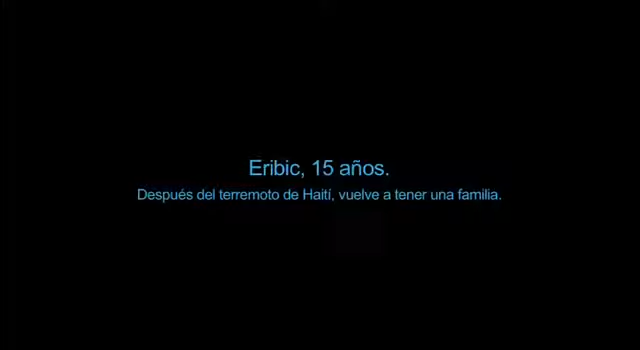 Eribic, 15 años.
Después del terremoto de Haití, vuelve a tener una familia.